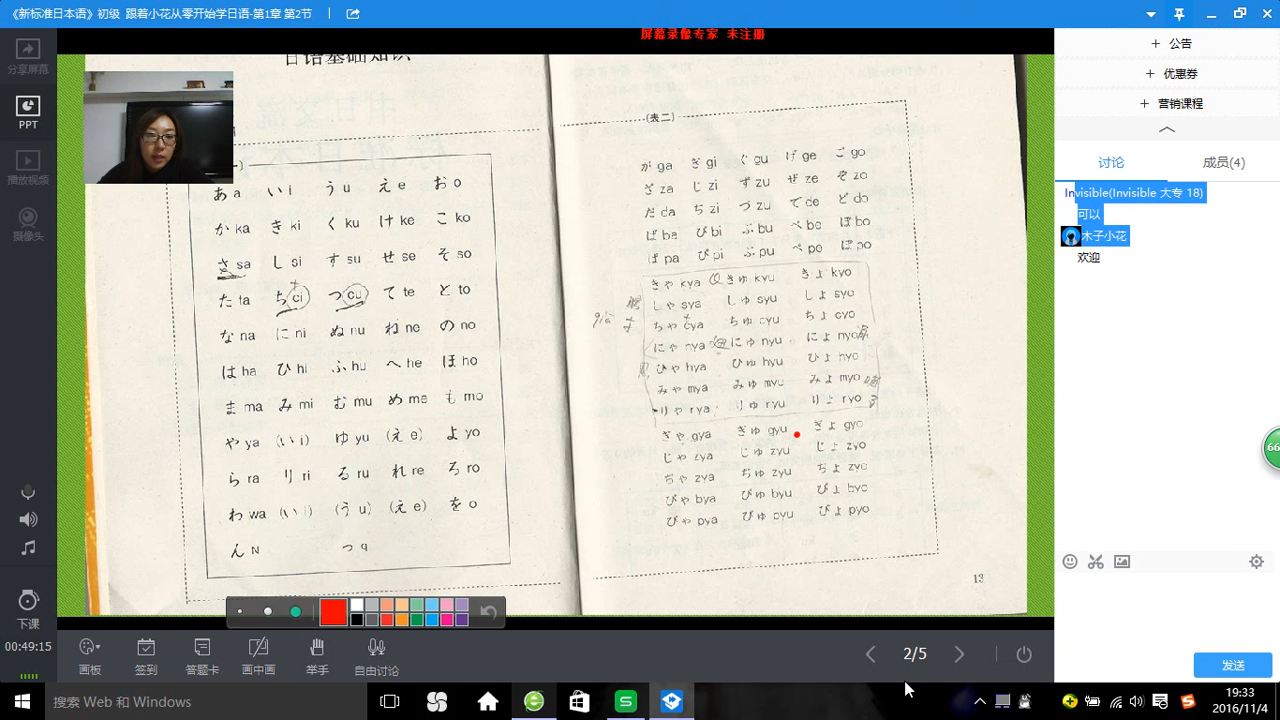 《新标准日本语》初级 跟着小花从零开始学日语-第1章 第2节
屏幕录像专家 未注册
分享屏幕
PPT
播放视频
摄像头
下课
00:49:15
日语基础知识
あ a い i う u え e お o
か ka き ki く ku け ke こ ko
さ sa し si す su せ se そ so
た ta ち ci つ cu て te と to
な na に ni ぬ nu ね ne の no
は ha ひ hi ふ hu へ he ほ ho
ま ma み mi む mu め me も mo
や ya (い i) ゆ yu (え e) よ yo
ら ra り ri る ru れ re ろ ro
わ wa (い i) (う u) (え e) を o
ん N っ q
(表二)
が ga ぎ gi ぐ gu げ ge ご go
ざ za じ zi ず zu ぜ ze ぞ zo
だ da ぢ zi づ zu で de ど do
ば ba び bi ぶ bu べ be ぼ bo
ぱ pa ぴ pi ぷ pu ぺ pe ぽ po
きゃ kya きゅ kyu きょ kyo
しゃ sya しゅ syu しょ syo
ちゃ cya ちゅ cyu ちょ cyo
にゃ nya にゅ nyu にょ nyo
ひゃ hya ひゅ hyu ひょ hyo
みゃ mya みゅ myu みょ myo
りゃ rya りゅ ryu りょ ryo
ぎゃ gya ぎゅ gyu ぎょ gyo
じゃ zya じゅ zyu じょ zyo
ぢゃ zya ぢゅ zyu ぢょ zyo
びゃ bya びゅ byu びょ byo
ぴゃ pya ぴゅ pyu ぴょ pyo
13
画板 签到 答题卡 画中画 举手 自由讨论 2/5
公告
优惠券
营销课程
讨论 成员(4)
Invisible(Invisible 大专 18)
可以
木子小花
欢迎
66
发送
搜索 Web 和 Windows
19:33
2016/11/4